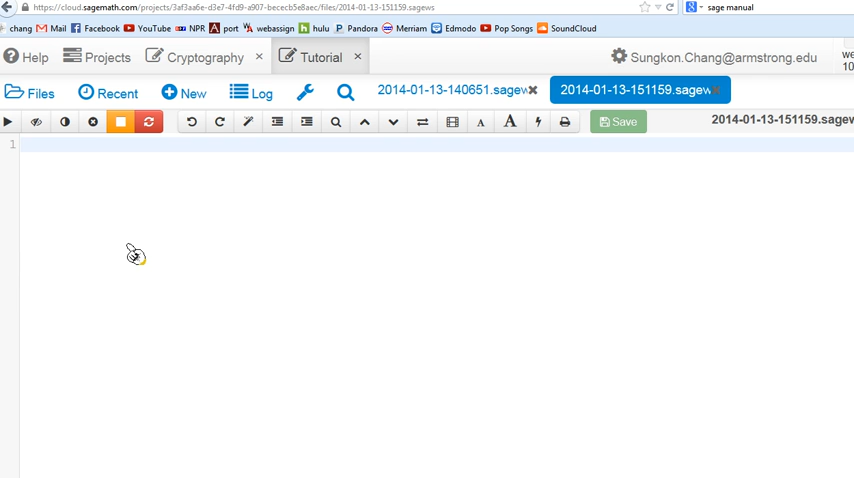 https://cloud.sagemath.com/projects/3af3aa6e-d3e7-4fd9-a907-bececb5e8aec/files/2014-01-13-151159.sagews
sage manual
chang Mail Facebook YouTube NPR port webassign hulu Pandora Merriam Edmodo Pop Songs SoundCloud
Help Projects Cryptography Tutorial Sungkon.Chang@armstrong.edu
Files Recent New Log 2014-01-13-140651.sagew 2014-01-13-151159.sagew
A A Save 2014-01-13-151159.sagew
1